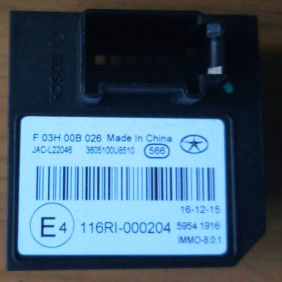 BOSCH
F 03H 00B 026 Made in China
JAC-L22046 3605100U8510 566
16-12-15
E4 116RI-000204 5954 1916
IMMO-8.0.1